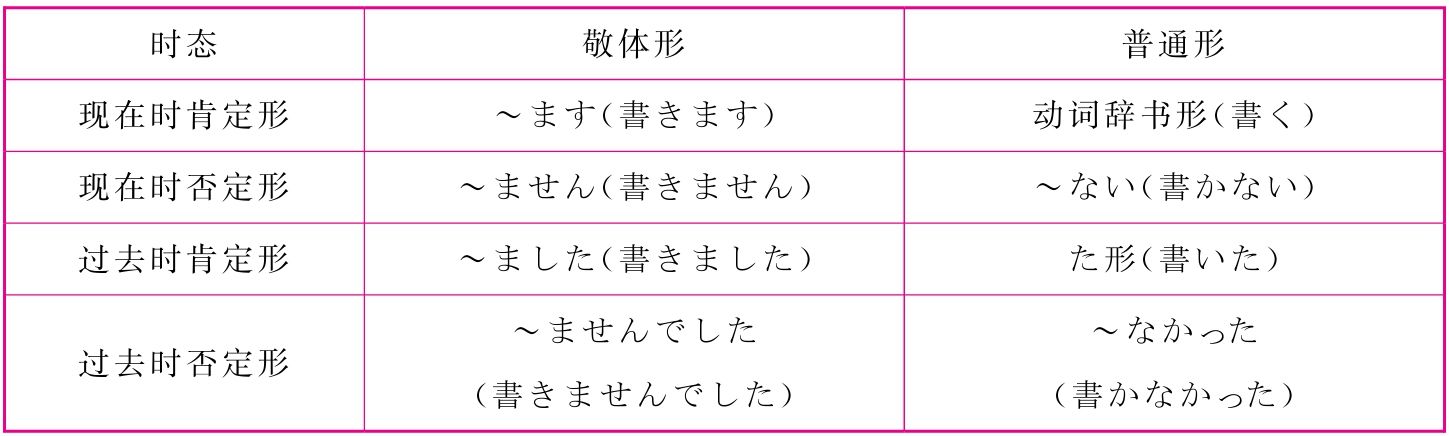 时态 敬体形 普通形
现在时肯定形 ～ます(書きます) 动词辞书形(書く)
现在时否定形 ～ません(書きません) ～ない(書かない)
过去时肯定形 ～ました(書きました) た形(書いた)
过去时否定形 ～ませんでした ～なかった
(書きませんでした) (書かなかった)